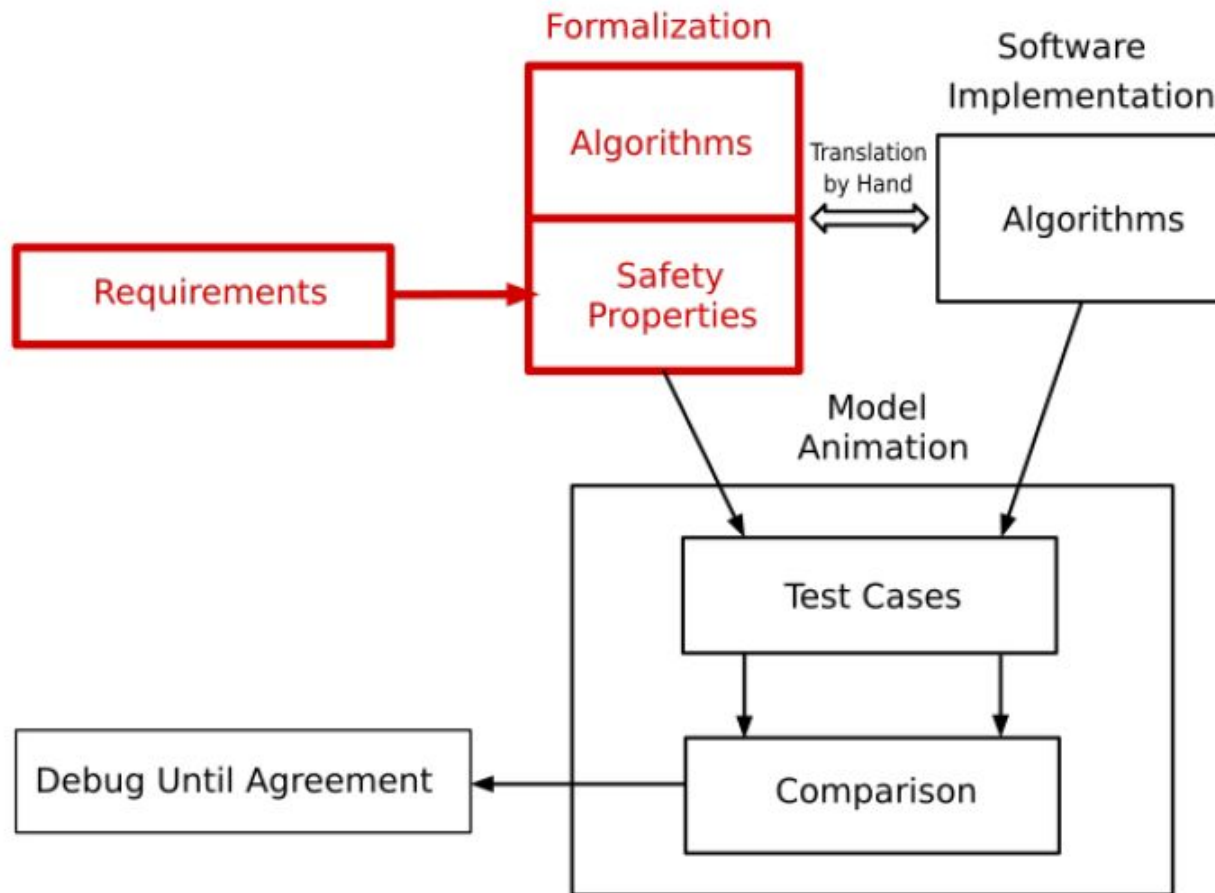 Formalization
Software
Implementation
Algorithms
Translation
by Hand
Algorithms
Requirements
Safety
Properties
Model
Animation
Test Cases
Debug Until Agreement
Comparison